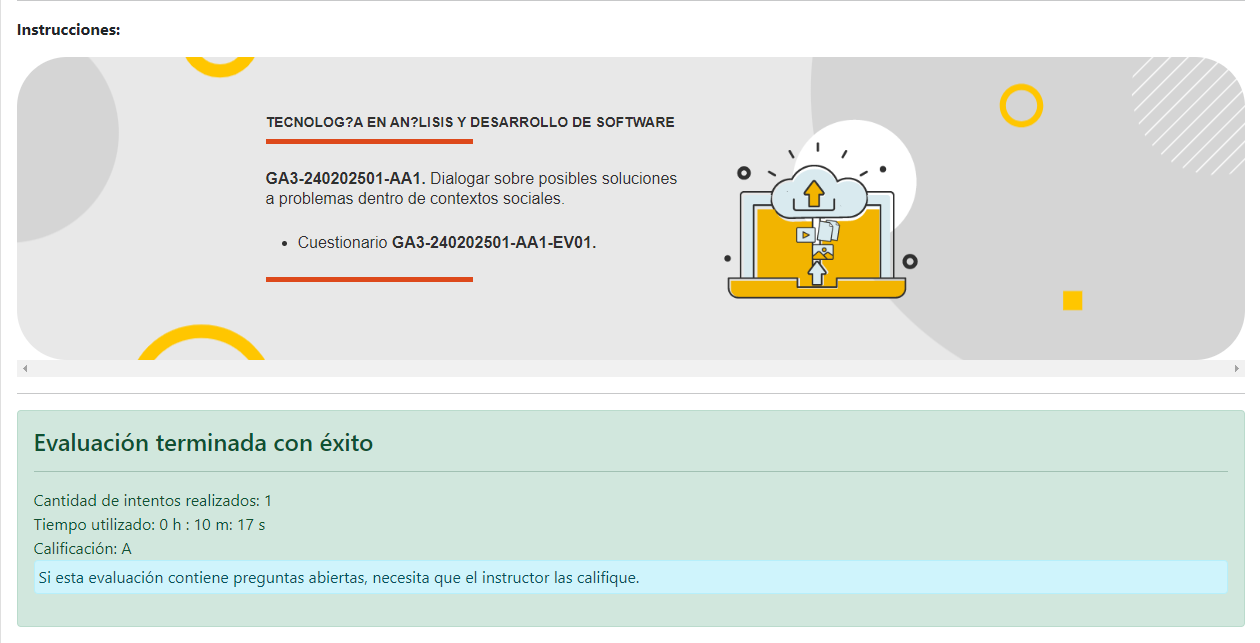 Instrucciones:
TECNOLOG?A EN AN?LISIS Y DESARROLLO DE SOFTWARE
GA3-240202501-AA1. Dialogar sobre posibles soluciones
a problemas dentro de contextos sociales.
• Cuestionario GA3-240202501-AA1-EV01.
Evaluación terminada con éxito
Cantidad de intentos realizados: 1
Tiempo utilizado: 0 h : 10 m: 17 s
Calificación: A
Si esta evaluación contiene preguntas abiertas, necesita que el instructor las califique.